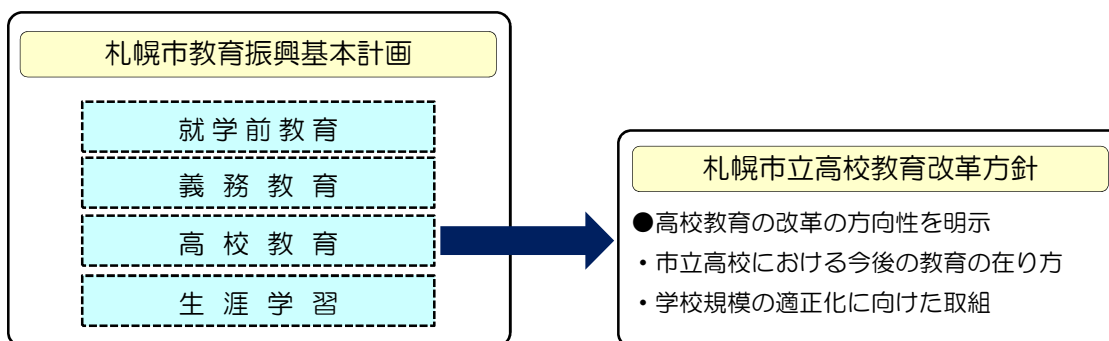 札幌市教育振興基本計画
就学前教育
義務教育
高校教育
生涯学習
札幌市立高校教育改革方針
●高校教育の改革の方向性を明示
・市立高校における今後の教育の在り方
・学校規模の適正化に向けた取組